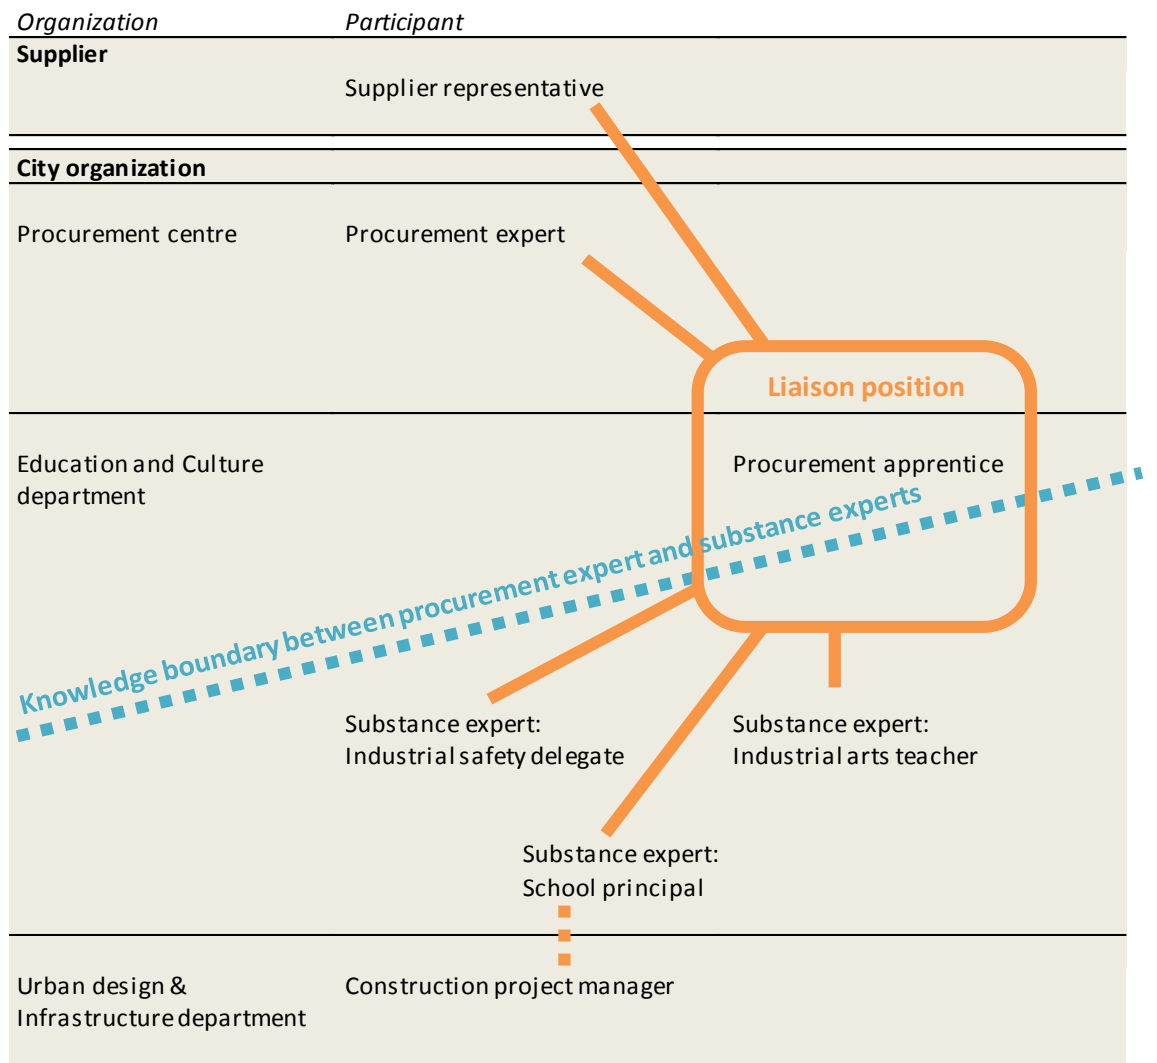 Organization
Participant
Supplier
Supplier representative
City organization
Procurement centre
Procurement expert
Liaison position
Education and Culture
department
Procurement apprentice
Knowledge boundary between procurement expert and substance experts
Substance expert:
Industrial safety delegate
Substance expert:
Industrial arts teacher
Substance expert:
School principal
Urban design &
Infrastructure department
Construction project manager